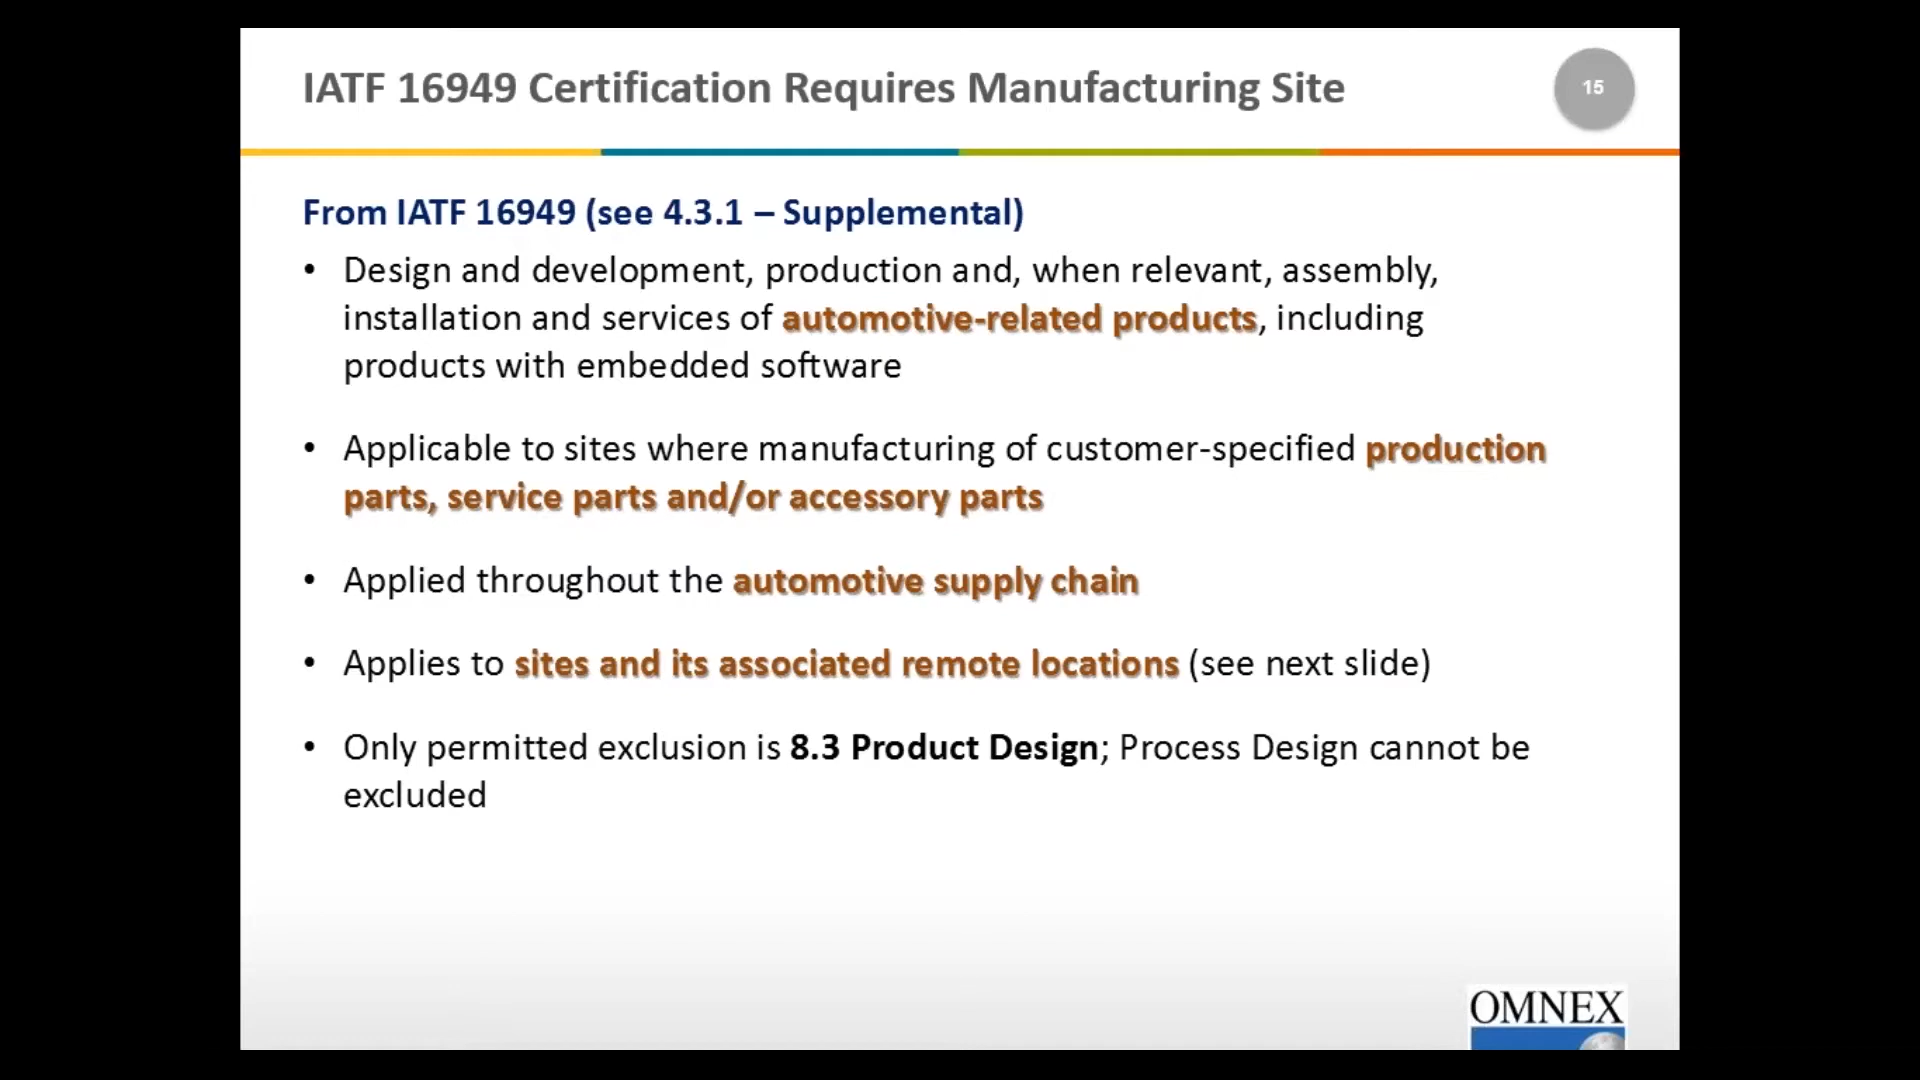 IATF 16949 Certification Requires Manufacturing Site
15
From IATF 16949 (see 4.3.1 – Supplemental)
• Design and development, production and, when relevant, assembly,
installation and services of automotive-related products, including
products with embedded software
• Applicable to sites where manufacturing of customer-specified production
parts, service parts and/or accessory parts
• Applied throughout the automotive supply chain
• Applies to sites and its associated remote locations (see next slide)
• Only permitted exclusion is 8.3 Product Design; Process Design cannot be
excluded
OMNEX